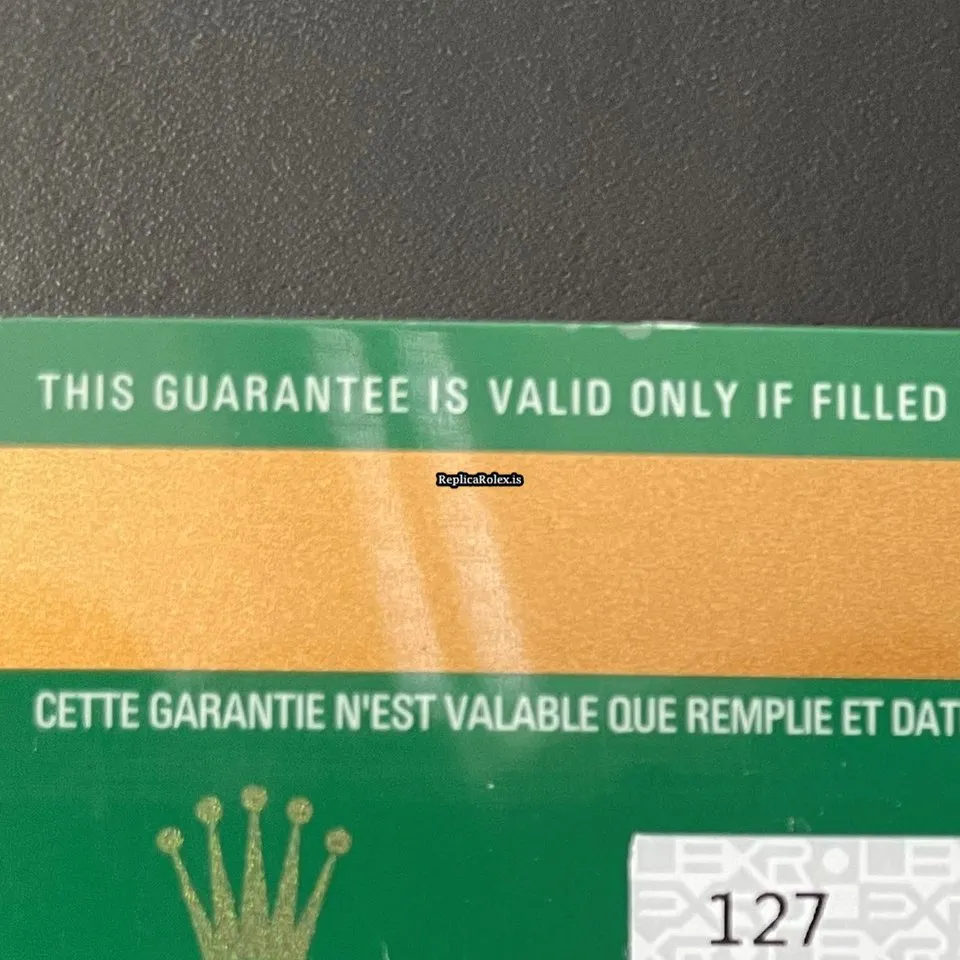 THIS GUARANTEE IS VALID ONLY IF FILLED
ReplicaRolex.is
CETTE GARANTIE N'EST VALABLE QUE REMPLIE ET DAT
127